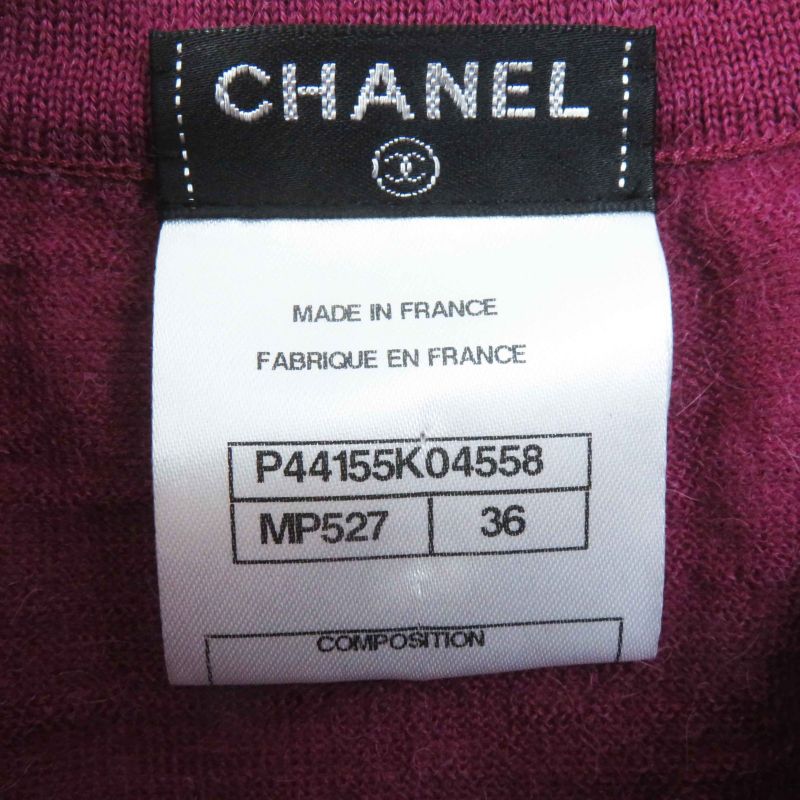 CHANEL
MADE IN FRANCE
FABRIQUE EN FRANCE
P44155K04558
MP527 36
COMPOSITION